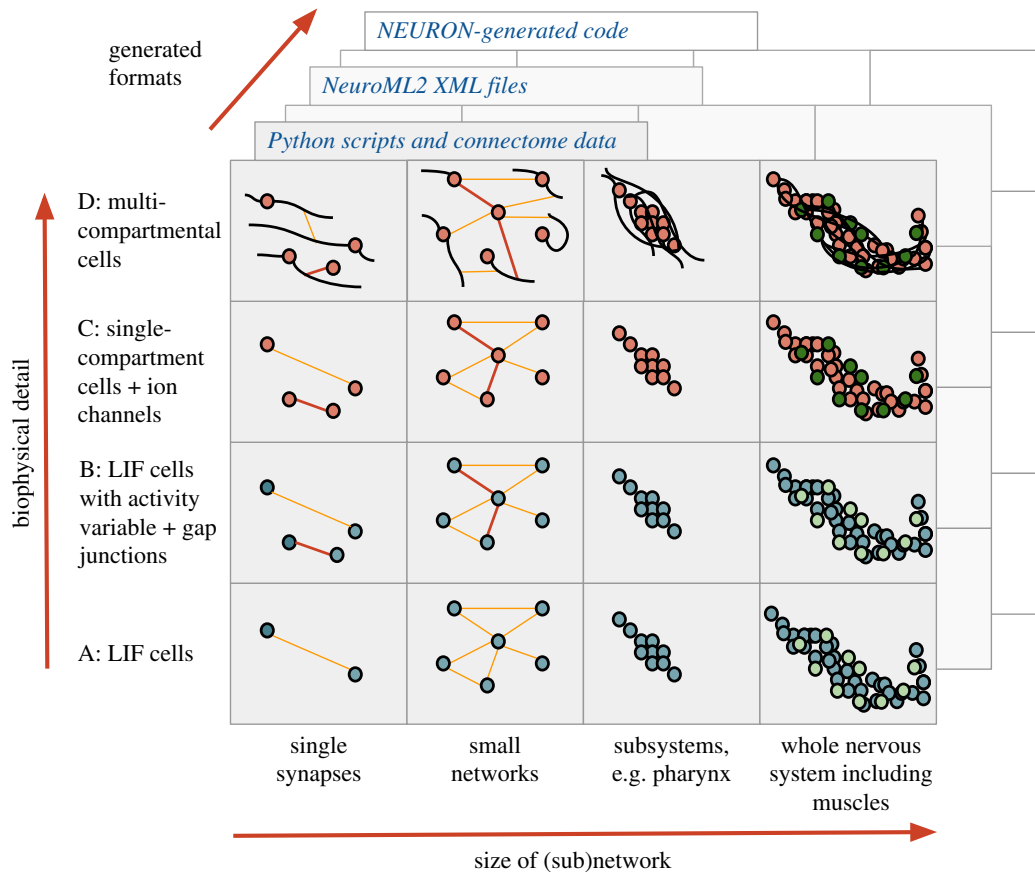 generated
formats
NEURON-generated code
NeuroML2 XML files
Python scripts and connectome data
biophysical detail
D: multi-
compartmental
cells
C: single-
compartment
cells + ion
channels
B: LIF cells
with activity
variable + gap
junctions
A: LIF cells
single
synapses
small
networks
subsystems,
e.g. pharynx
whole nervous
system including
muscles
size of (sub)network